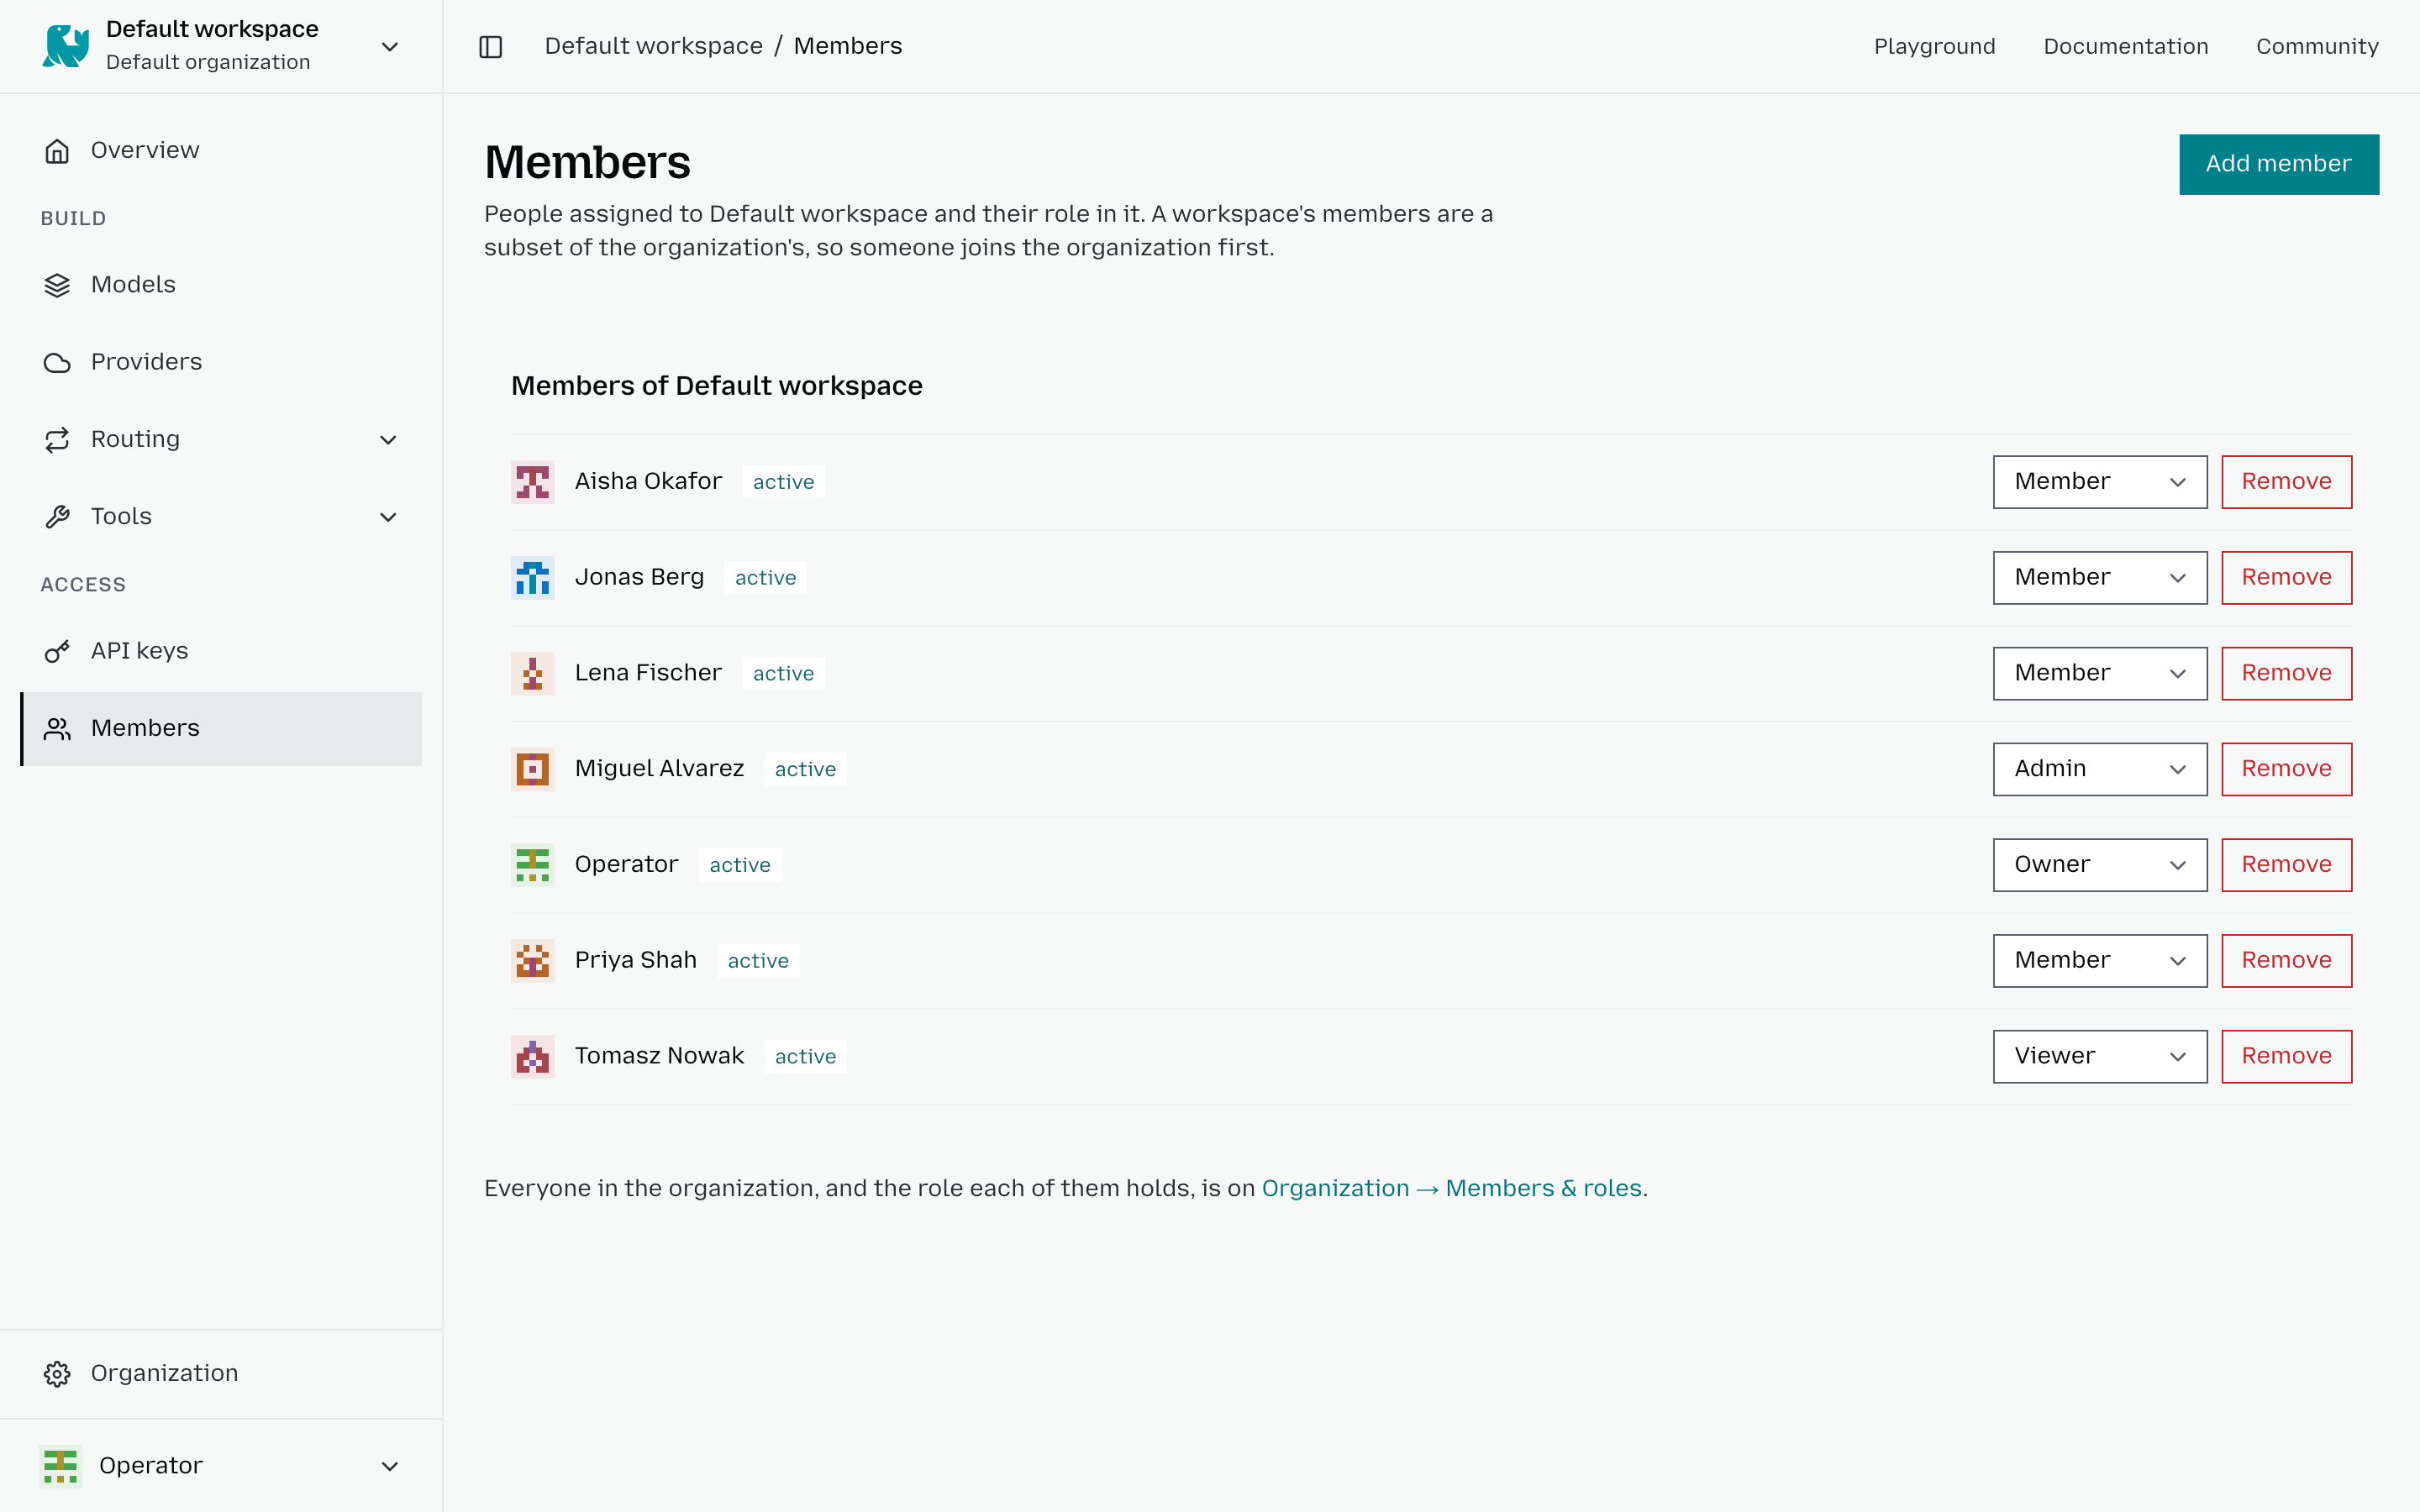 Default workspace
Default organization
Default workspace / Members
Playground
Documentation
Community
Overview
BUILD
Models
Providers
Routing
Tools
ACCESS
API keys
Members
Organization
Operator
Members
Add member
People assigned to Default workspace and their role in it. A workspace's members are a
subset of the organization's, so someone joins the organization first.
Members of Default workspace
Aisha Okafor active Member Remove
Jonas Berg active Member Remove
Lena Fischer active Member Remove
Miguel Alvarez active Admin Remove
Operator active Owner Remove
Priya Shah active Member Remove
Tomasz Nowak active Viewer Remove
Everyone in the organization, and the role each of them holds, is on Organization → Members & roles.